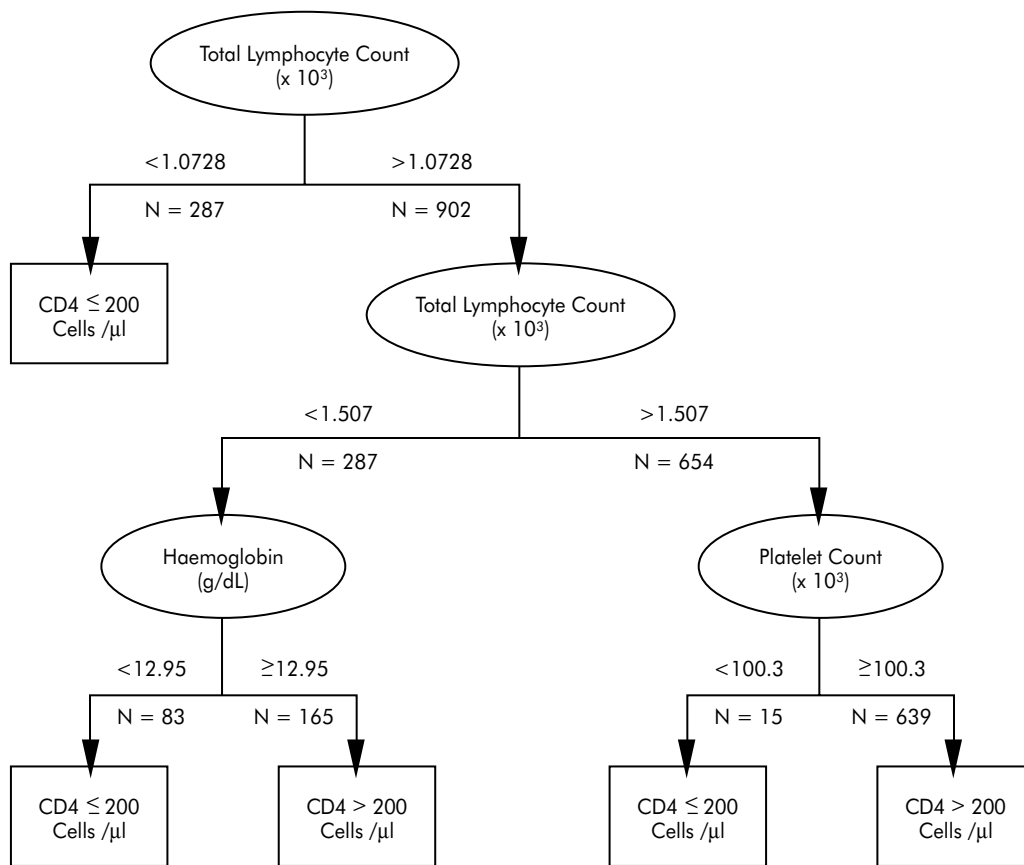 Total Lymphocyte Count
(x 10³)
<1.0728
>1.0728
N = 287
N = 902
CD4 ≤ 200
Cells /μl
Total Lymphocyte Count
(x 10³)
<1.507
>1.507
N = 287
N = 654
Haemoglobin
(g/dL)
Platelet Count
(x 10³)
<12.95
≥12.95
<100.3
≥100.3
N = 83
N = 165
N = 15
N = 639
CD4 ≤ 200
Cells /μl
CD4 > 200
Cells /μl
CD4 ≤ 200
Cells /μl
CD4 > 200
Cells /μl